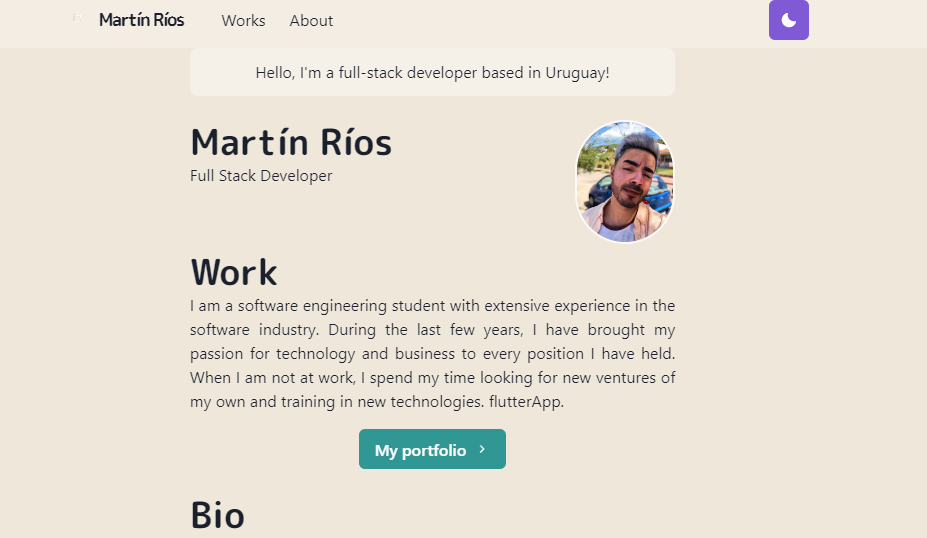 Martín Ríos Works About
Hello, I'm a full-stack developer based in Uruguay!
Martín Ríos
Full Stack Developer
Work
I am a software engineering student with extensive experience in the
software industry. During the last few years, I have brought my
passion for technology and business to every position I have held.
When I am not at work, I spend my time looking for new ventures of
my own and training in new technologies. flutterApp.
My portfolio
Bio